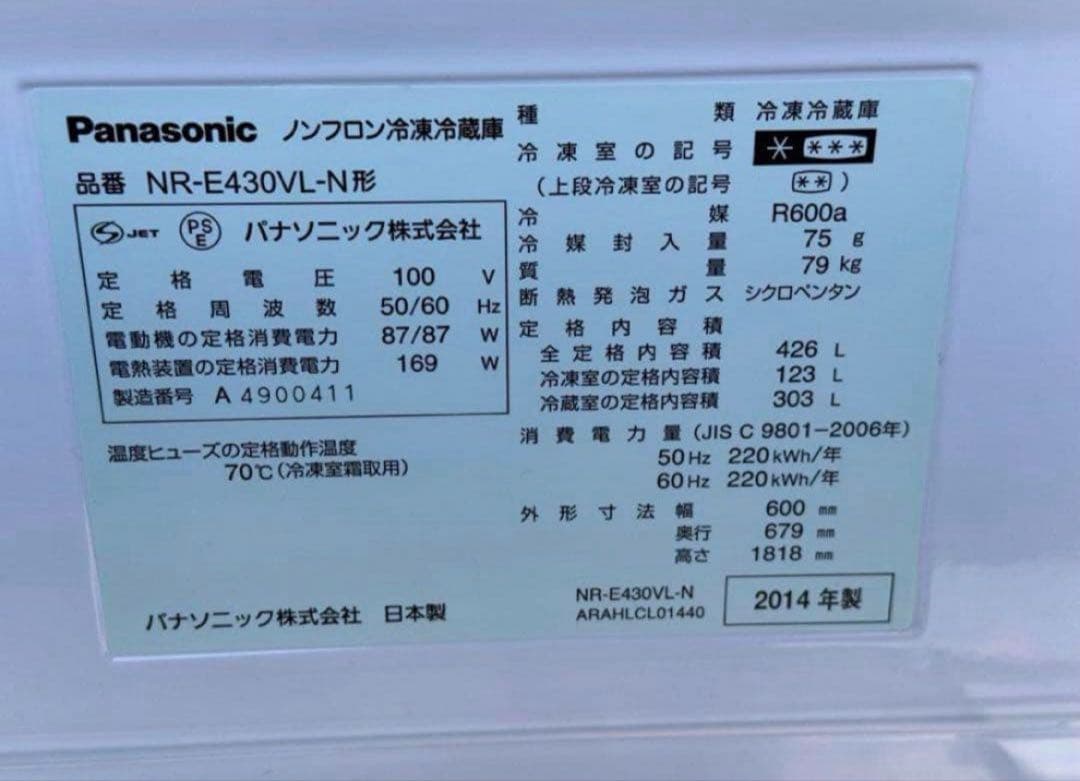 Panasonic ノンフロン冷凍冷蔵庫
品番 NR-E430VL-N形
S JET PSE パナソニック株式会社
定格電圧 100 V
定格周波数 50/60 Hz
電動機の定格消費電力 87/87 W
電熱装置の定格消費電力 169 W
製造番号 A 4900411
温度ヒューズの定格動作温度
70℃(冷凍室霜取用)
パナソニック株式会社 日本製
種類 冷凍冷蔵庫
冷凍室の記号 * ***
(上段冷凍室の記号 **)
冷媒 R600a
冷媒封入量 75 g
質量 79 kg
断熱発泡ガス シクロペンタン
定格内容積
全定格内容積 426 L
冷凍室の定格内容積 123 L
冷蔵室の定格内容積 303 L
消費電力量(JIS C 9801-2006年)
50Hz 220kWh/年
60Hz 220kWh/年
外形寸法幅 600 mm
奥行 679 mm
高さ 1818 mm
NR-E430VL-N
ARAHLCL01440
2014年製